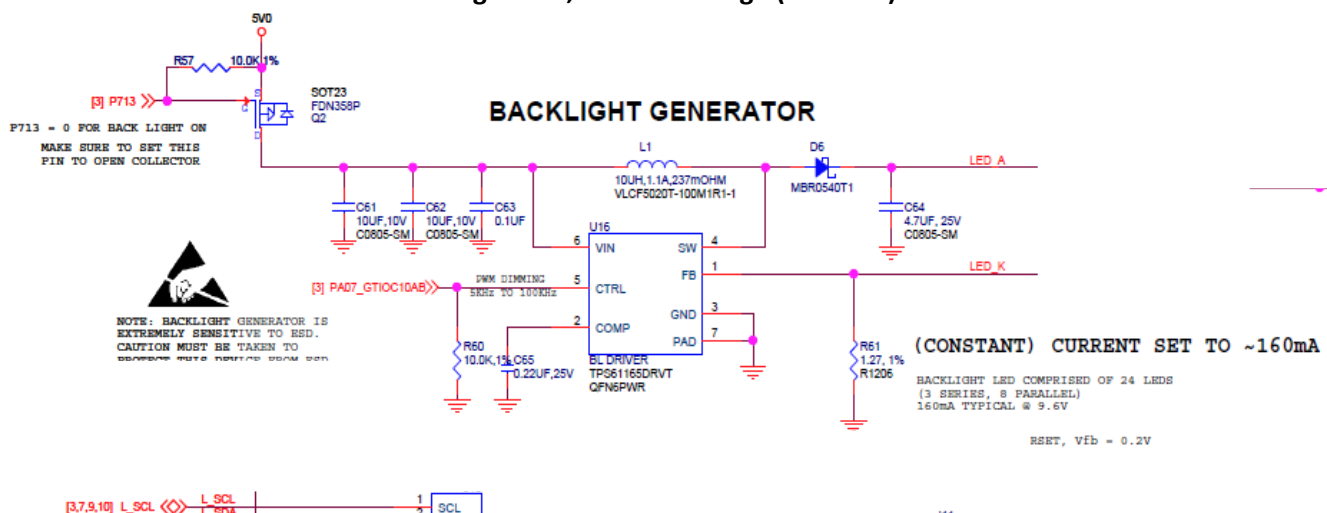 5V0
R57 10.0K,1%
[3] P713
SOT23
FDN358P
Q2
S
G
D
P713 = 0 FOR BACK LIGHT ON
MAKE SURE TO SET THIS
PIN TO OPEN COLLECTOR
BACKLIGHT GENERATOR
L1
10UH,1.1A,237mOHM
VLCF5020T-100M1R1-1
D6
MBR0540T1
LED_A
C61
10UF,10V
C0805-SM
C62
10UF,10V
C0805-SM
C63
0.1UF
C64
4.7UF, 25V
C0805-SM
U16
6 VIN
SW 4
FB 1
LED_K
[3] PA07_GTIOC10AB
PWM DIMMING
5KHz TO 100KHz
5 CTRL
GND 3
2 COMP
PAD 7
R60
10.0K,1%
C65
0.22UF,25V
BL DRIVER
TPS61165DRVT
QFN6PWR
R61
1.27, 1%
R1206
NOTE: BACKLIGHT GENERATOR IS
EXTREMELY SENSITIVE TO ESD.
CAUTION MUST BE TAKEN TO
PROTECT THIS DEVICE FROM ESD
(CONSTANT) CURRENT SET TO ~160mA
BACKLIGHT LED COMPRISED OF 24 LEDS
(3 SERIES, 8 PARALLEL)
160mA TYPICAL @ 9.6V
RSET, Vfb = 0.2V
[3,7,9,10] L_SCL
L_SCL
L_SDA
1 SCL